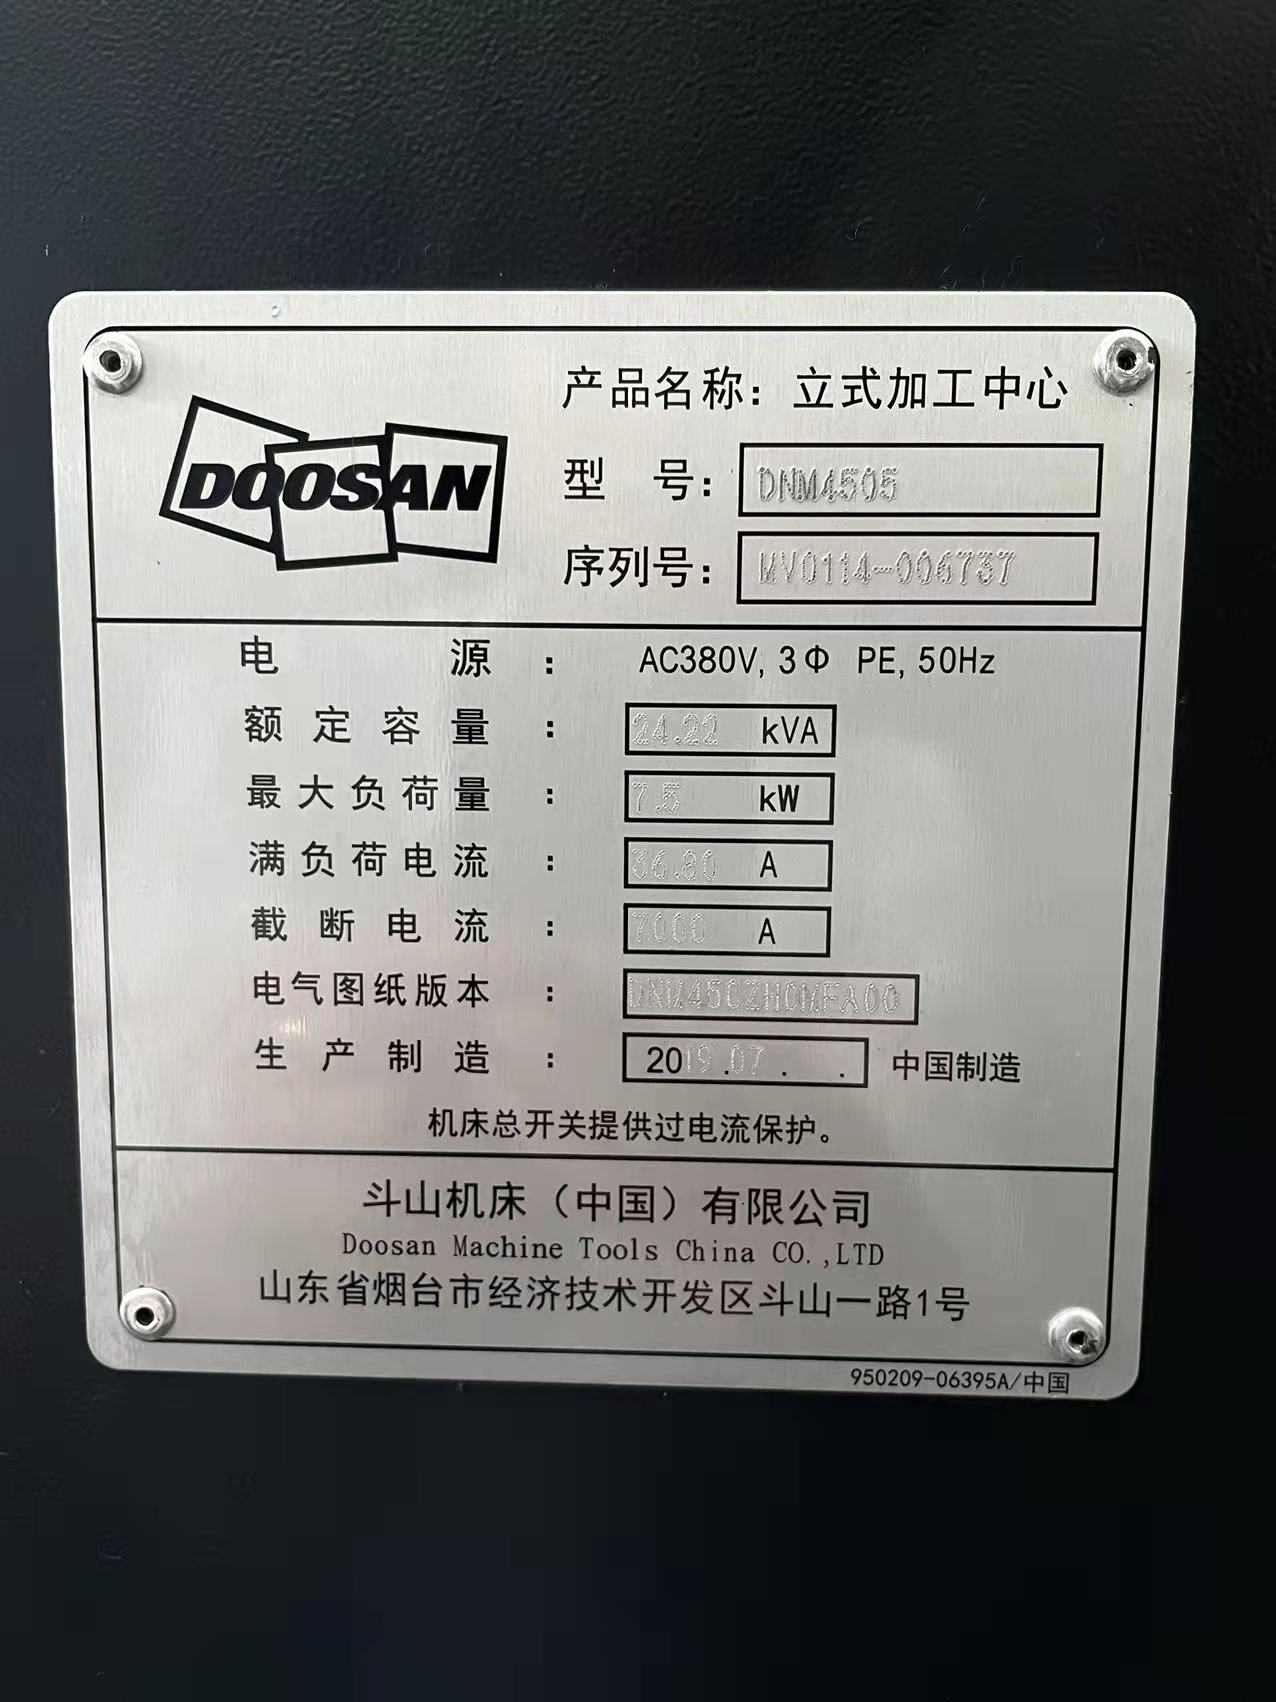 DOOSAN
产品名称：立式加工中心
型 号： DNM4505
序列号： MV0114-006737
电 源 ： AC380V, 3Φ PE, 50Hz
额定容量 ： 24.22 kVA
最大负荷量 ： 7.5 kW
满负荷电流 ： 36.80 A
截断电流 ： 7000 A
电气图纸版本 ：
生产制造 ： 2019.07 . . 中国制造
机床总开关提供过电流保护。
斗山机床（中国）有限公司
Doosan Machine Tools China CO.,LTD
山东省烟台市经济技术开发区斗山一路1号
950209-06395A/中国